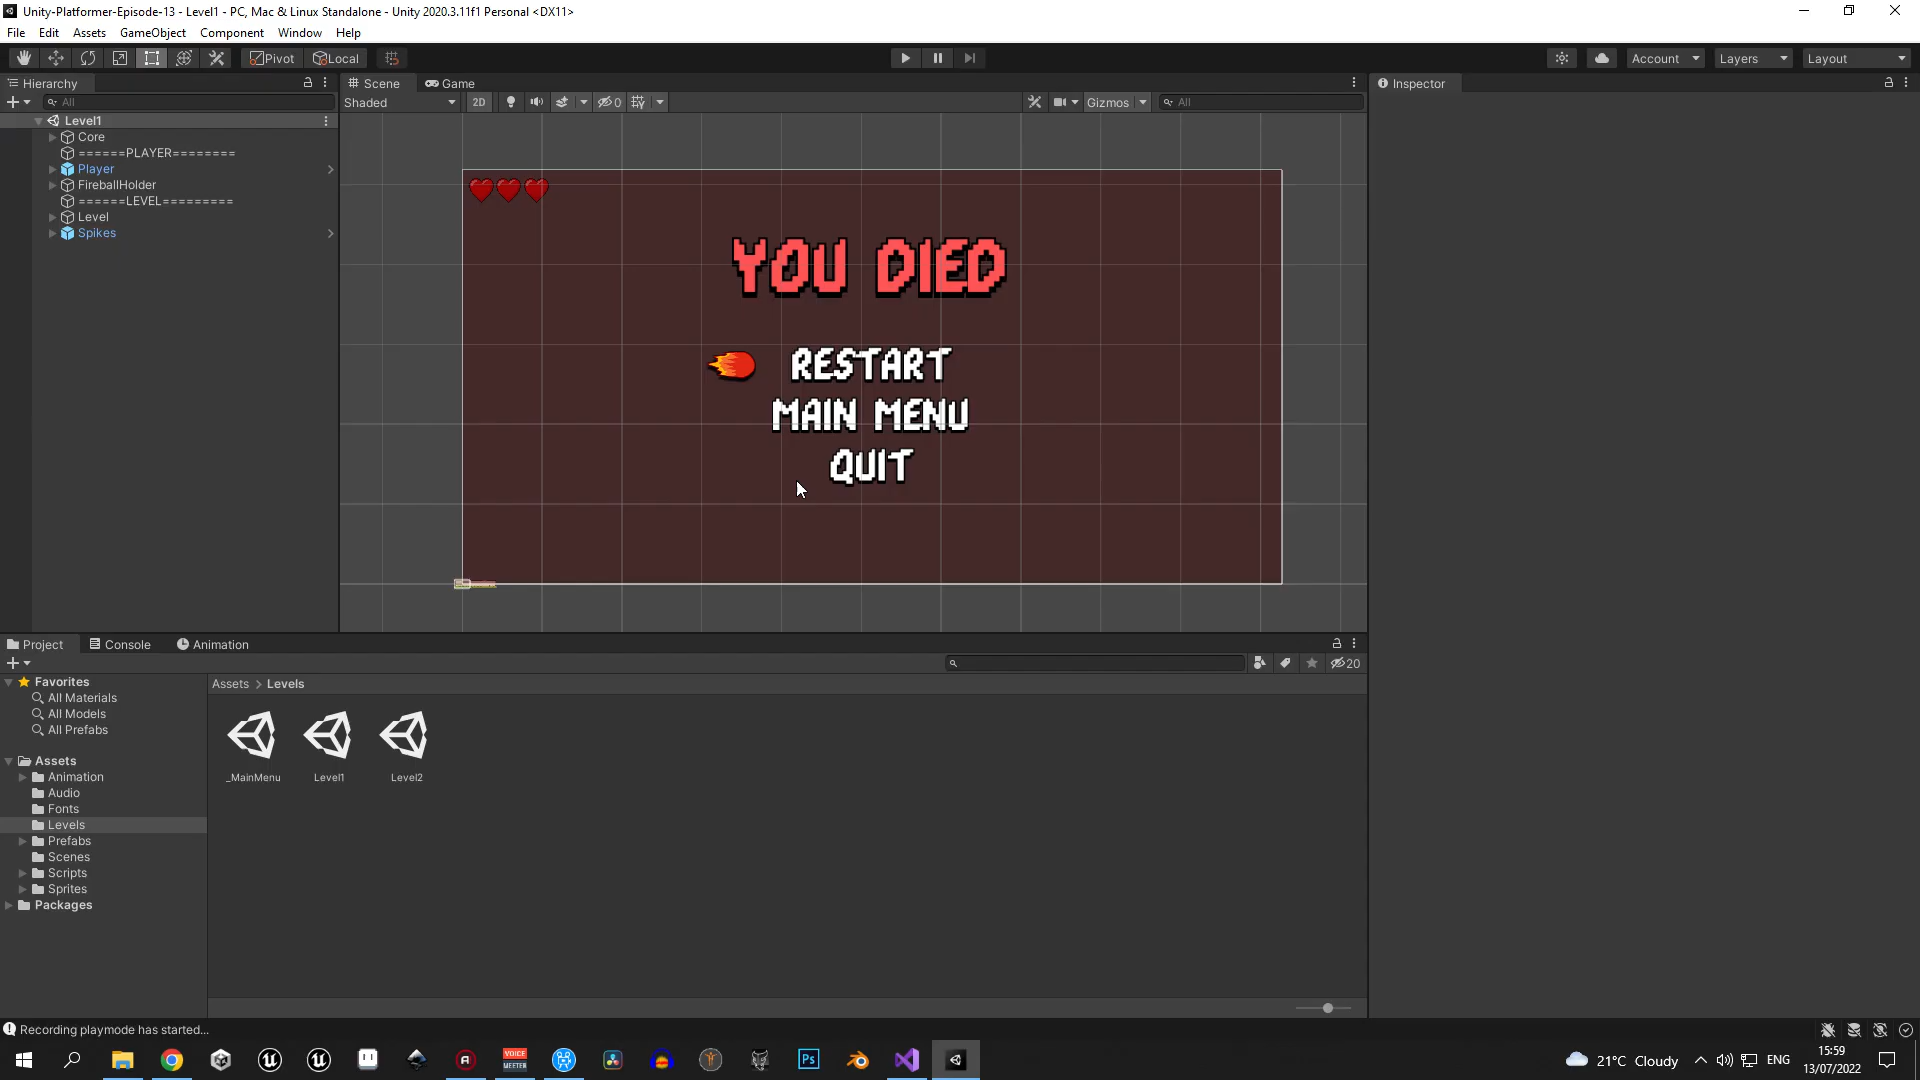 Unity-Platformer-Episode-13 - Level1 - PC, Mac & Linux Standalone - Unity 2020.3.11f1 Personal <DX11>
File Edit Assets GameObject Component Window Help
Pivot Local Account Layers Layout
Hierarchy
Scene Game
Inspector
All
Shaded 2D 0 Gizmos All
Level1
Core
======PLAYER========
Player
FireballHolder
======LEVEL=========
Level
Spikes
YOU DIED
RESTART
MAIN MENU
QUIT
Project Console Animation
20
Favorites
All Materials
All Models
All Prefabs
Assets
Animation
Audio
Fonts
Levels
Prefabs
Scenes
Scripts
Sprites
Packages
Assets > Levels
_MainMenu Level1 Level2
Recording playmode has started...
VOICE
MEETER
Ps
21°C Cloudy
ENG
15:59
13/07/2022